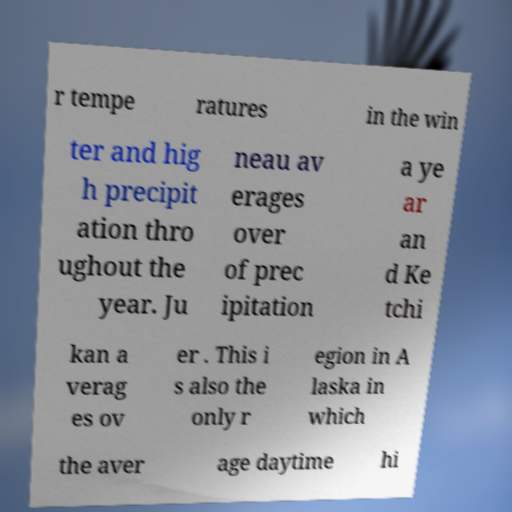 r tempe ratures in the win
ter and hig
h precipit
ation thro
ughout the
year. Ju
neau av
erages
over
of prec
ipitation
a ye
ar
an
d Ke
tchi
kan a
verag
es ov
er . This i
s also the
only r
egion in A
laska in
which
the aver age daytime hi